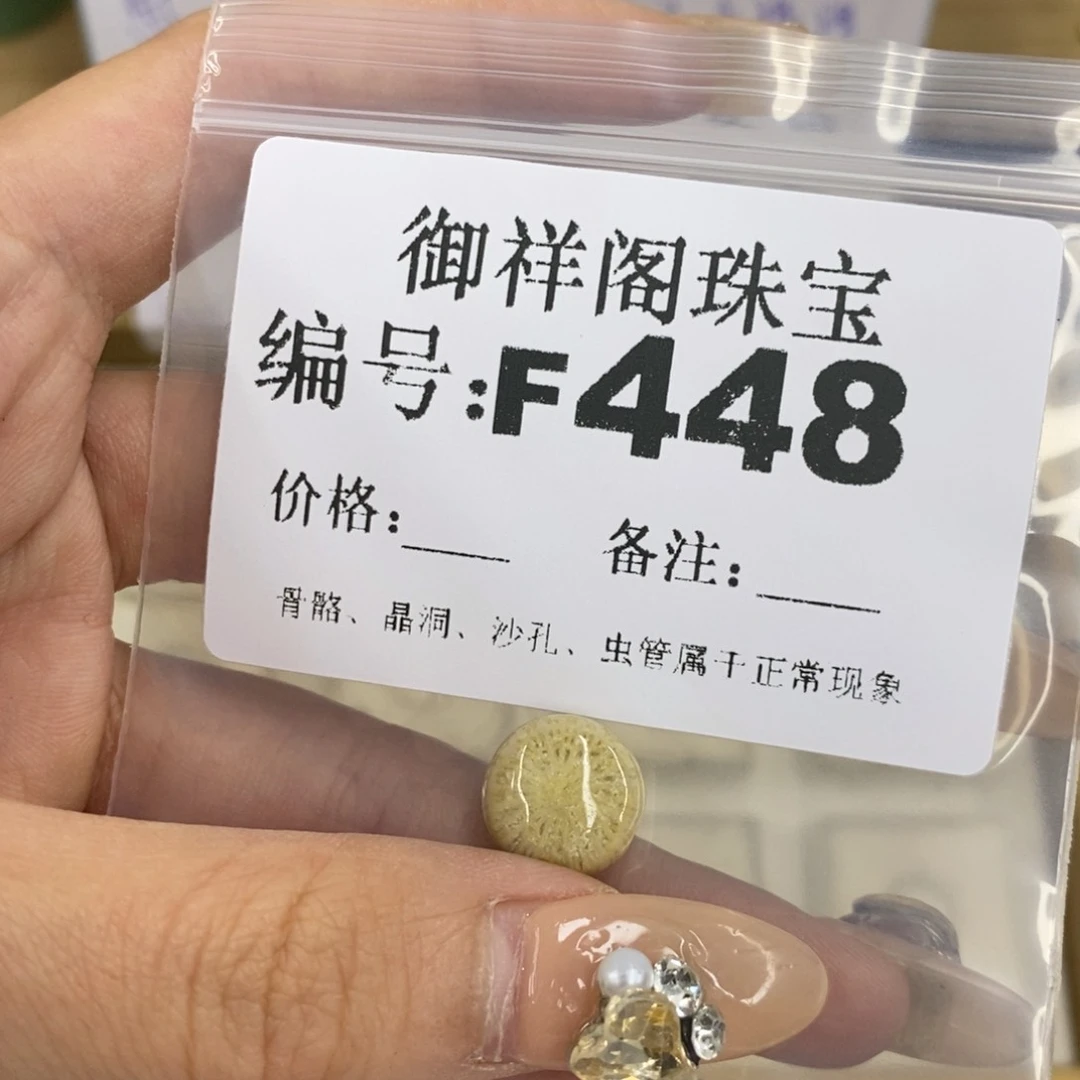 御祥阁珠宝
编号:F448
价格:____ 备注:____
骨骼、晶洞、沙孔、虫管属于正常现象